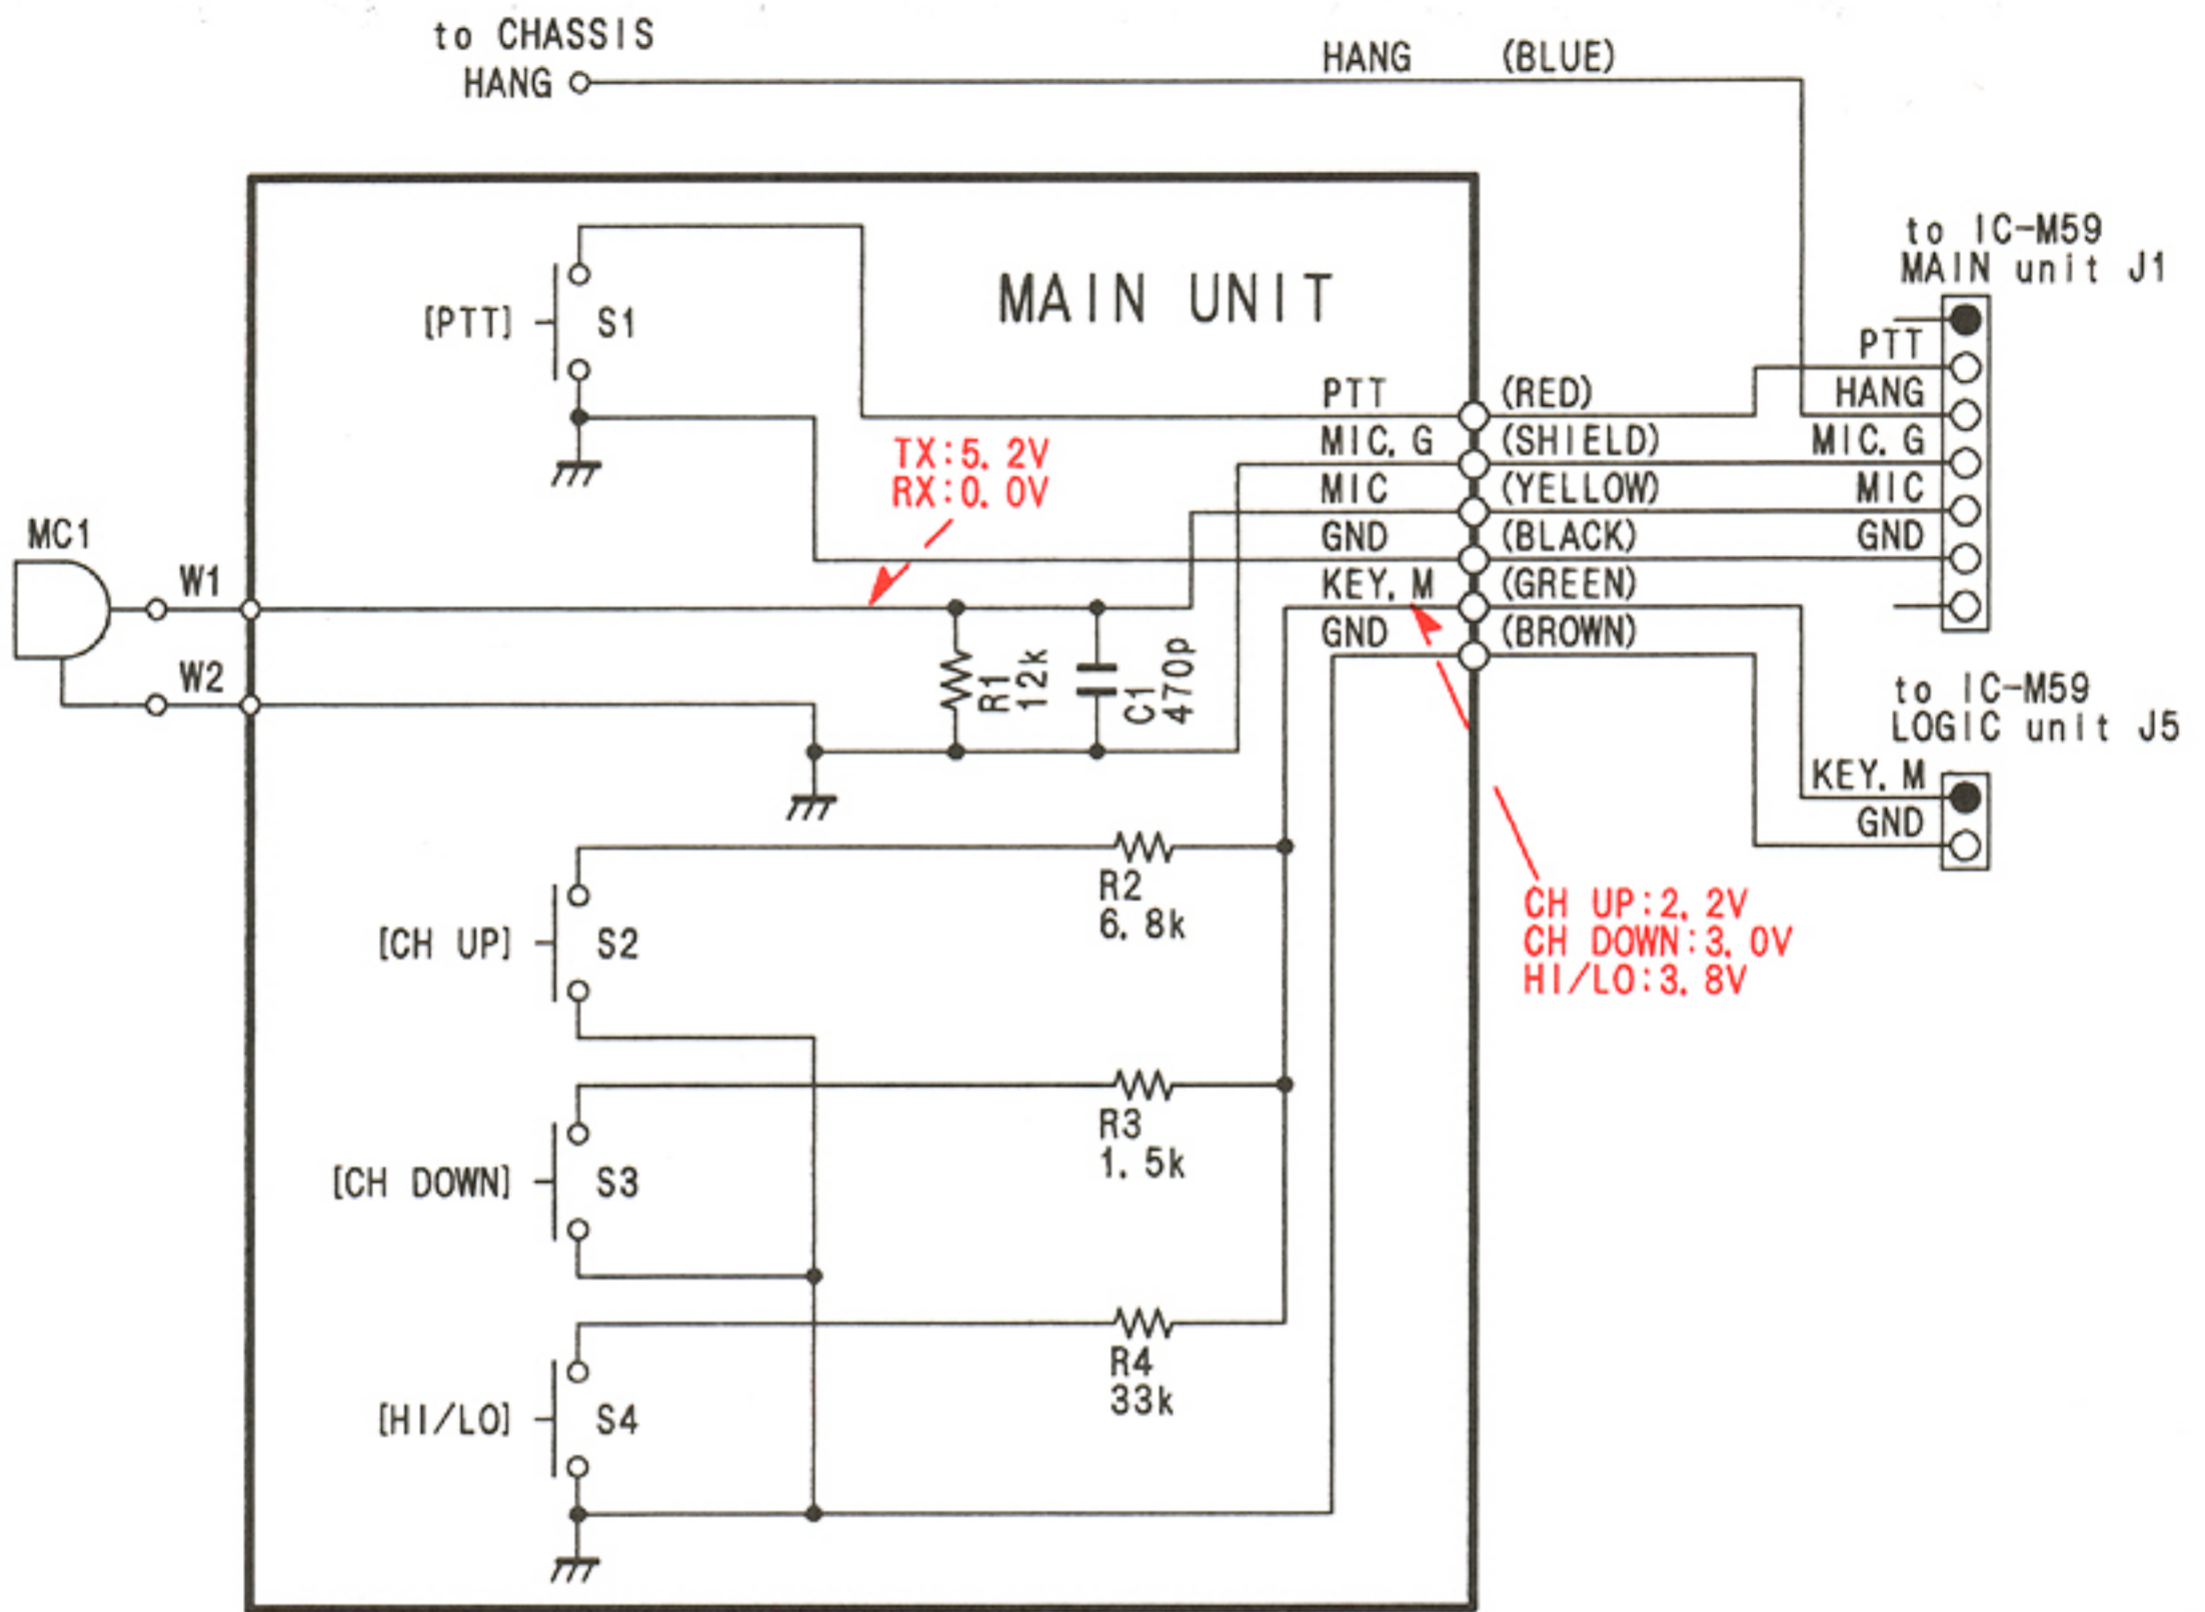 to CHASSIS
HANG
HANG (BLUE)
to IC-M59
MAIN unit J1
MAIN UNIT
[PTT] S1
PTT
HANG
MIC. G
MIC
GND
PTT (RED)
MIC. G (SHIELD)
MIC (YELLOW)
GND (BLACK)
KEY. M (GREEN)
GND (BROWN)
TX:5. 2V
RX:0. 0V
MC1
W1
W2
R1
12k
C1
470p
to IC-M59
LOGIC unit J5
KEY. M
GND
R2
6. 8k
[CH UP] S2
CH UP:2. 2V
CH DOWN:3. 0V
HI/LO:3. 8V
R3
1. 5k
[CH DOWN] S3
R4
33k
[HI/LO] S4